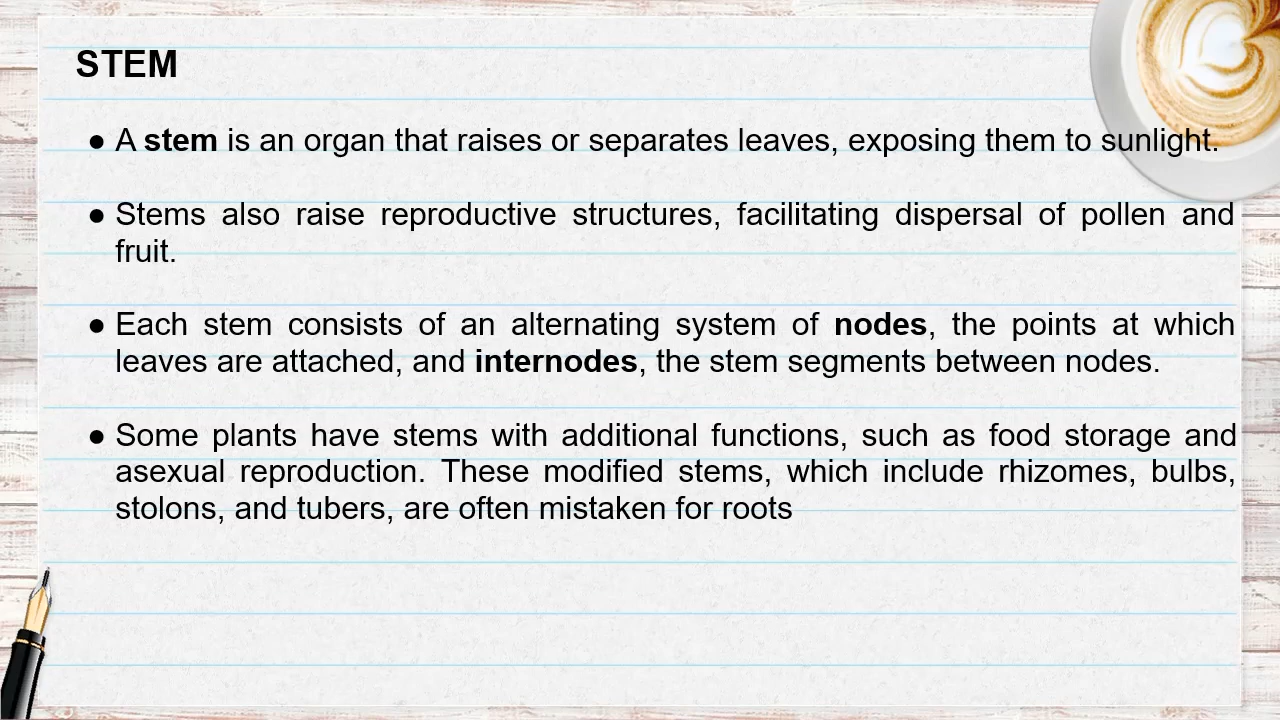 STEM
● A stem is an organ that raises or separates leaves, exposing them to sunlight.
● Stems also raise reproductive structures, facilitating dispersal of pollen and
fruit.
● Each stem consists of an alternating system of nodes, the points at which
leaves are attached, and internodes, the stem segments between nodes.
● Some plants have stems with additional functions, such as food storage and
asexual reproduction. These modified stems, which include rhizomes, bulbs,
stolons, and tubers, are often mistaken for roots